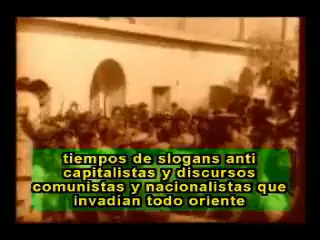 tiempos de slogans anti
capitalistas y discursos
comunistas y nacionalistas que
invadían todo oriente